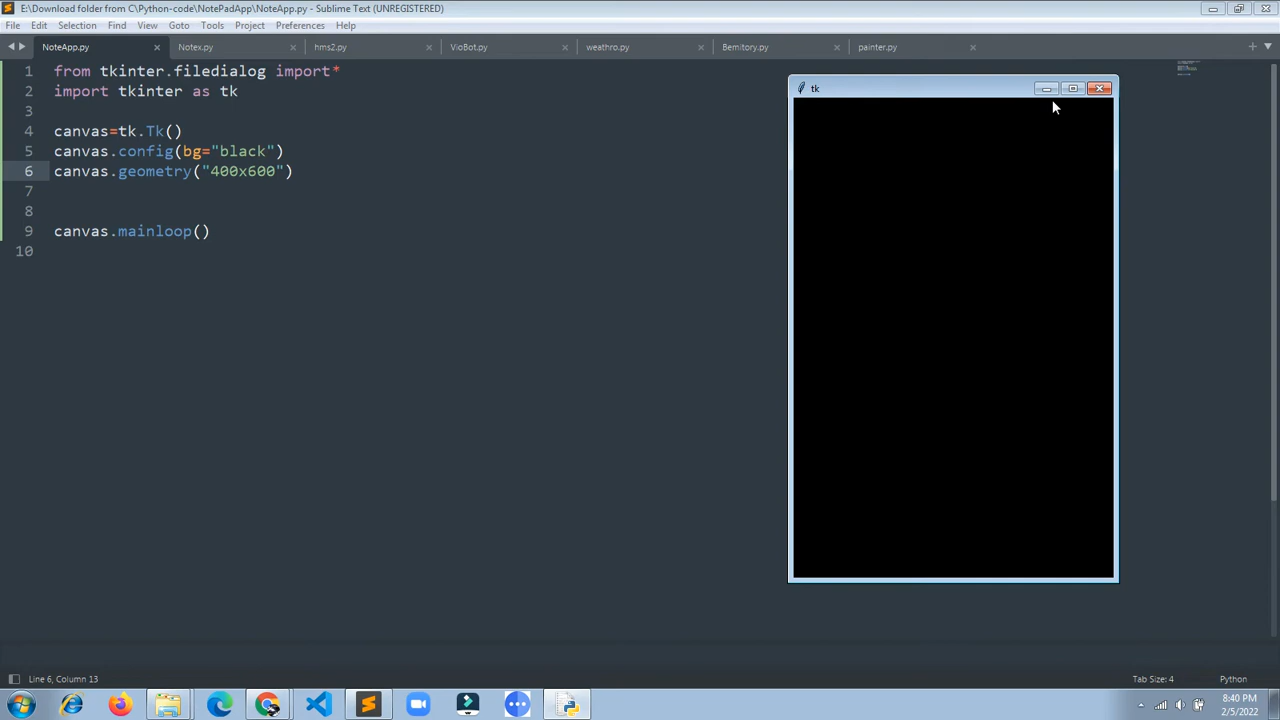 E:\Download folder from C\Python-code\NotePadApp\NoteApp.py - Sublime Text (UNREGISTERED)
File Edit Selection Find View Goto Tools Project Preferences Help
NoteApp.py Notex.py hms2.py VioBot.py weathro.py Bemitory.py painter.py
1 from tkinter.filedialog import*
2 import tkinter as tk
3
4 canvas=tk.Tk()
5 canvas.config(bg="black")
6 canvas.geometry("400x600")
7
8
9 canvas.mainloop()
10
tk
Line 6, Column 13
Tab Size: 4 Python
8:40 PM
2/5/2022